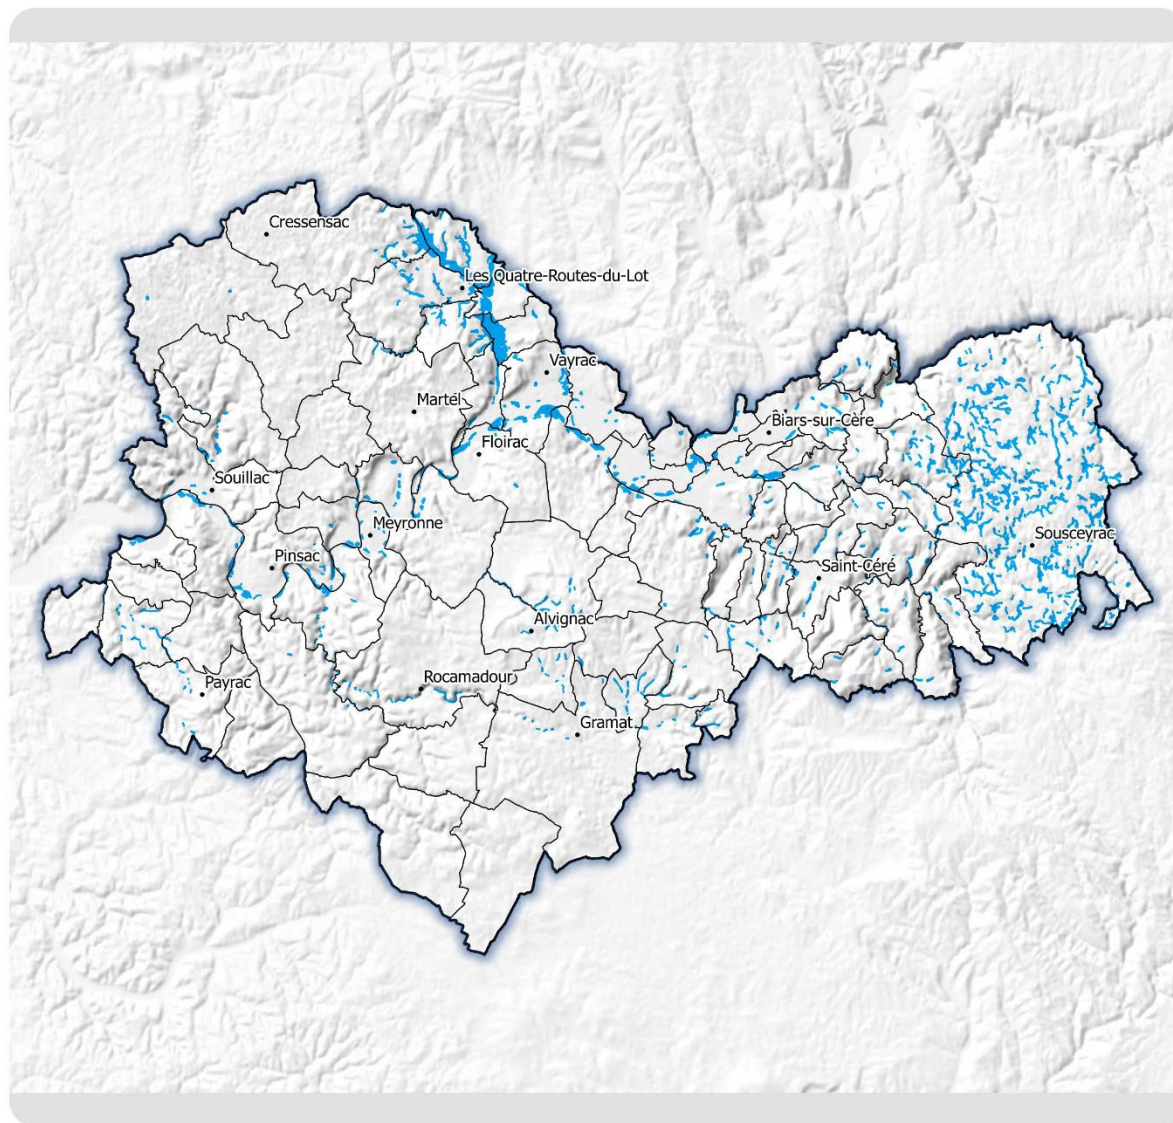 Cressensac
Les Quatre-Routes-du-Lot
Vayrac
Martel
Biars-sur-Cère
Floirac
Souillac
Meyronne
Sousceyrac
Pinsac
Saint-Céré
Alvignac
Rocamadour
Payrac
Gramat